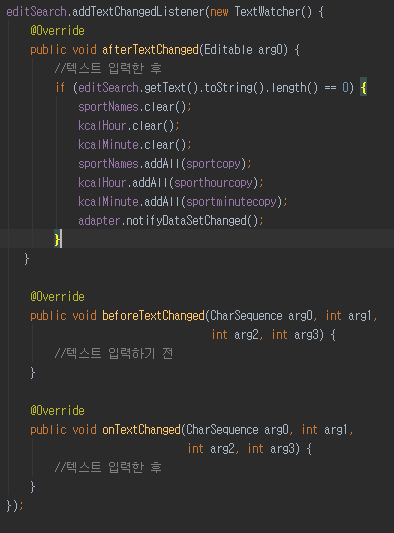 editSearch.addTextChangedListener(new TextWatcher() {
@Override
public void afterTextChanged(Editable arg0) {
//텍스트 입력한 후
if (editSearch.getText().toString().length() == 0) {
sportNames.clear();
kcalHour.clear();
kcalMinute.clear();
sportNames.addAll(sportcopy);
kcalHour.addAll(sporthourcopy);
kcalMinute.addAll(sportminutecopy);
adapter.notifyDataSetChanged();
}
}
@Override
public void beforeTextChanged(CharSequence arg0, int arg1,
int arg2, int arg3) {
//텍스트 입력하기 전
}
@Override
public void onTextChanged(CharSequence arg0, int arg1,
int arg2, int arg3) {
//텍스트 입력한 후
}
});